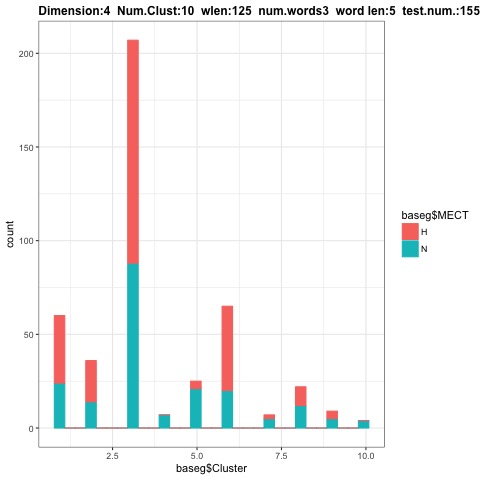 Dimension:4  Num.Clust:10  wlen:125  num.words3  word len:5  test.num.:155
200
150
100
50
0
count
2.5 5.0 7.5 10.0
baseg$Cluster
baseg$MECT
H
N